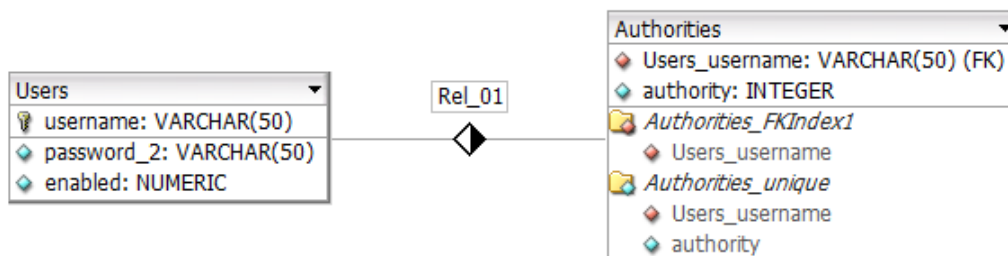 Users
username: VARCHAR(50)
password_2: VARCHAR(50)
enabled: NUMERIC
Rel_01
Authorities
Users_username: VARCHAR(50) (FK)
authority: INTEGER
Authorities_FKIndex1
Users_username
Authorities_unique
Users_username
authority